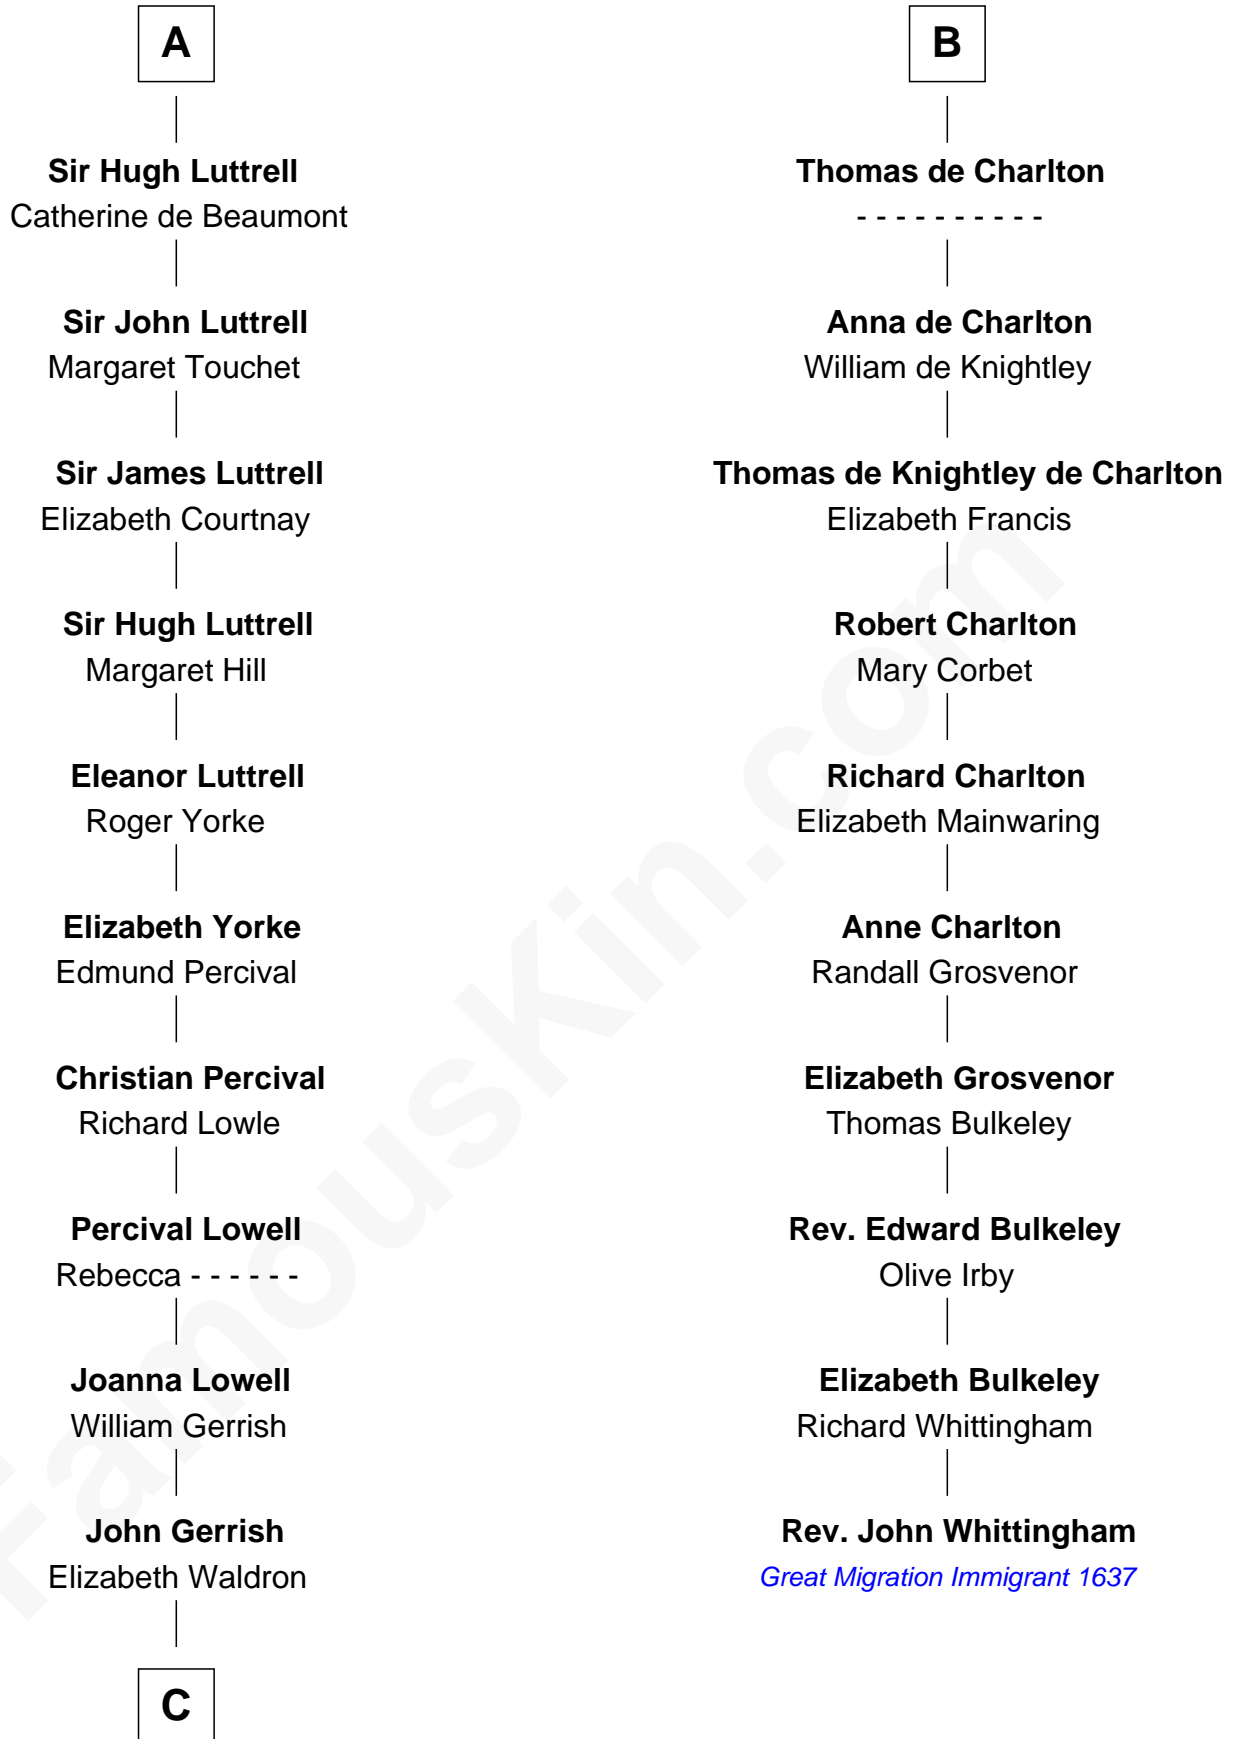 A
Sir Hugh Luttrell
Catherine de Beaumont
Sir John Luttrell
Margaret Touchet
Sir James Luttrell
Elizabeth Courtnay
Sir Hugh Luttrell
Margaret Hill
Eleanor Luttrell
Roger Yorke
Elizabeth Yorke
Edmund Percival
Christian Percival
Richard Lowle
Percival Lowell
Rebecca - - - - - -
Joanna Lowell
William Gerrish
John Gerrish
Elizabeth Waldron
C
B
Thomas de Charlton
- - - - - - - - - -
Anna de Charlton
William de Knightley
Thomas de Knightley de Charlton
Elizabeth Francis
Robert Charlton
Mary Corbet
Richard Charlton
Elizabeth Mainwaring
Anne Charlton
Randall Grosvenor
Elizabeth Grosvenor
Thomas Bulkeley
Rev. Edward Bulkeley
Olive Irby
Elizabeth Bulkeley
Richard Whittingham
Rev. John Whittingham
Great Migration Immigrant 1637
FamousKin.com